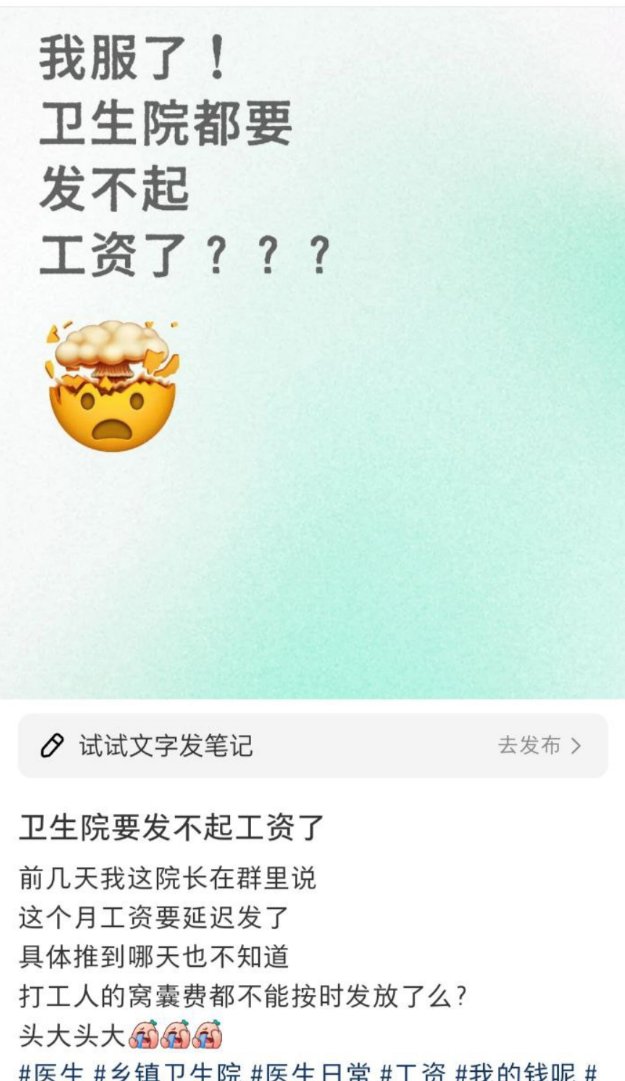 我服了！
卫生院都要
发不起
工资了？？？
试试文字发笔记 去发布
卫生院要发不起工资了
前几天我这院长在群里说
这个月工资要延迟发了
具体推到哪天也不知道
打工人的窝囊费都不能按时发放了么?
头大头大
#医生 #乡镇卫生院 #医生日常 #工资 #我的钱呢 #